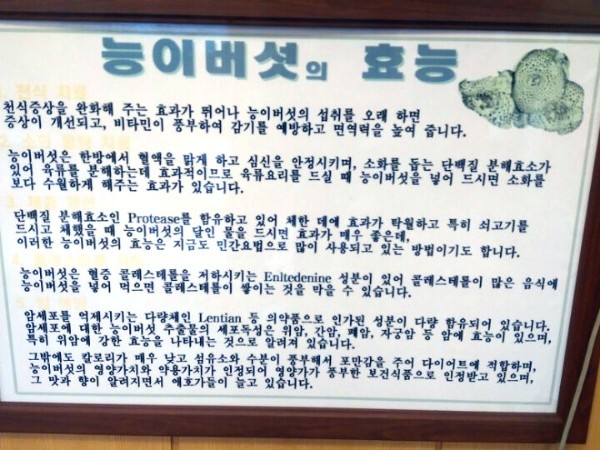 능이버섯의 효능
1. 천식 치료
천식증상을 완화해 주는 효과가 뛰어나 능이버섯의 섭취를 오래 하면
증상이 개선되고, 비타민이 풍부하여 감기를 예방하고 면역력을 높여 줍니다.
2. 소화
능이버섯은 한방에서 혈액을 맑게 하고 심신을 안정시키며, 소화를 돕는 단백질 분해효소가
있어 육류를 분해하는데 효과적이므로 육류요리를 드실 때 능이버섯을 넣어 드시면 소화를
보다 수월하게 해주는 효과가 있습니다.
3.
단백질 분해효소인 Protease를 함유하고 있어 체한 데에 효과가 탁월하고 특히 쇠고기를
드시고 체했을 때 능이버섯의 달인 물을 드시면 효과가 매우 좋은데,
이러한 능이버섯의 효능은 지금도 민간요법으로 많이 사용되고 있는 방법이기도 합니다.
4.
능이버섯은 혈중 콜레스테롤을 저하시키는 Enltedenine 성분이 있어 콜레스테롤이 많은 음식에
능이버섯을 넣어 먹으면 콜레스테롤이 쌓이는 것을 막을 수 있습니다.
5. 암 예방
암세포를 억제시키는 다량체인 Lentian 등 의약품으로 인가된 성분이 다량 함유되어 있습니다.
암세포에 대한 능이버섯 추출물의 세포독성은 위암, 간암, 폐암, 자궁암 등 암에 효능이 있으며,
특히 위암에 강한 효능을 나타내는 것으로 알려져 있습니다.
그밖에도 칼로리가 매우 낮고 섬유소와 수분이 풍부해서 포만감을 주어 다이어트에 적합하며,
능이버섯의 영양가치와 약용가치가 인정되어 영양가가 풍부한 보건식품으로 인정받고 있으며,
그 맛과 향이 알려지면서 애호가들이 늘고 있습니다.